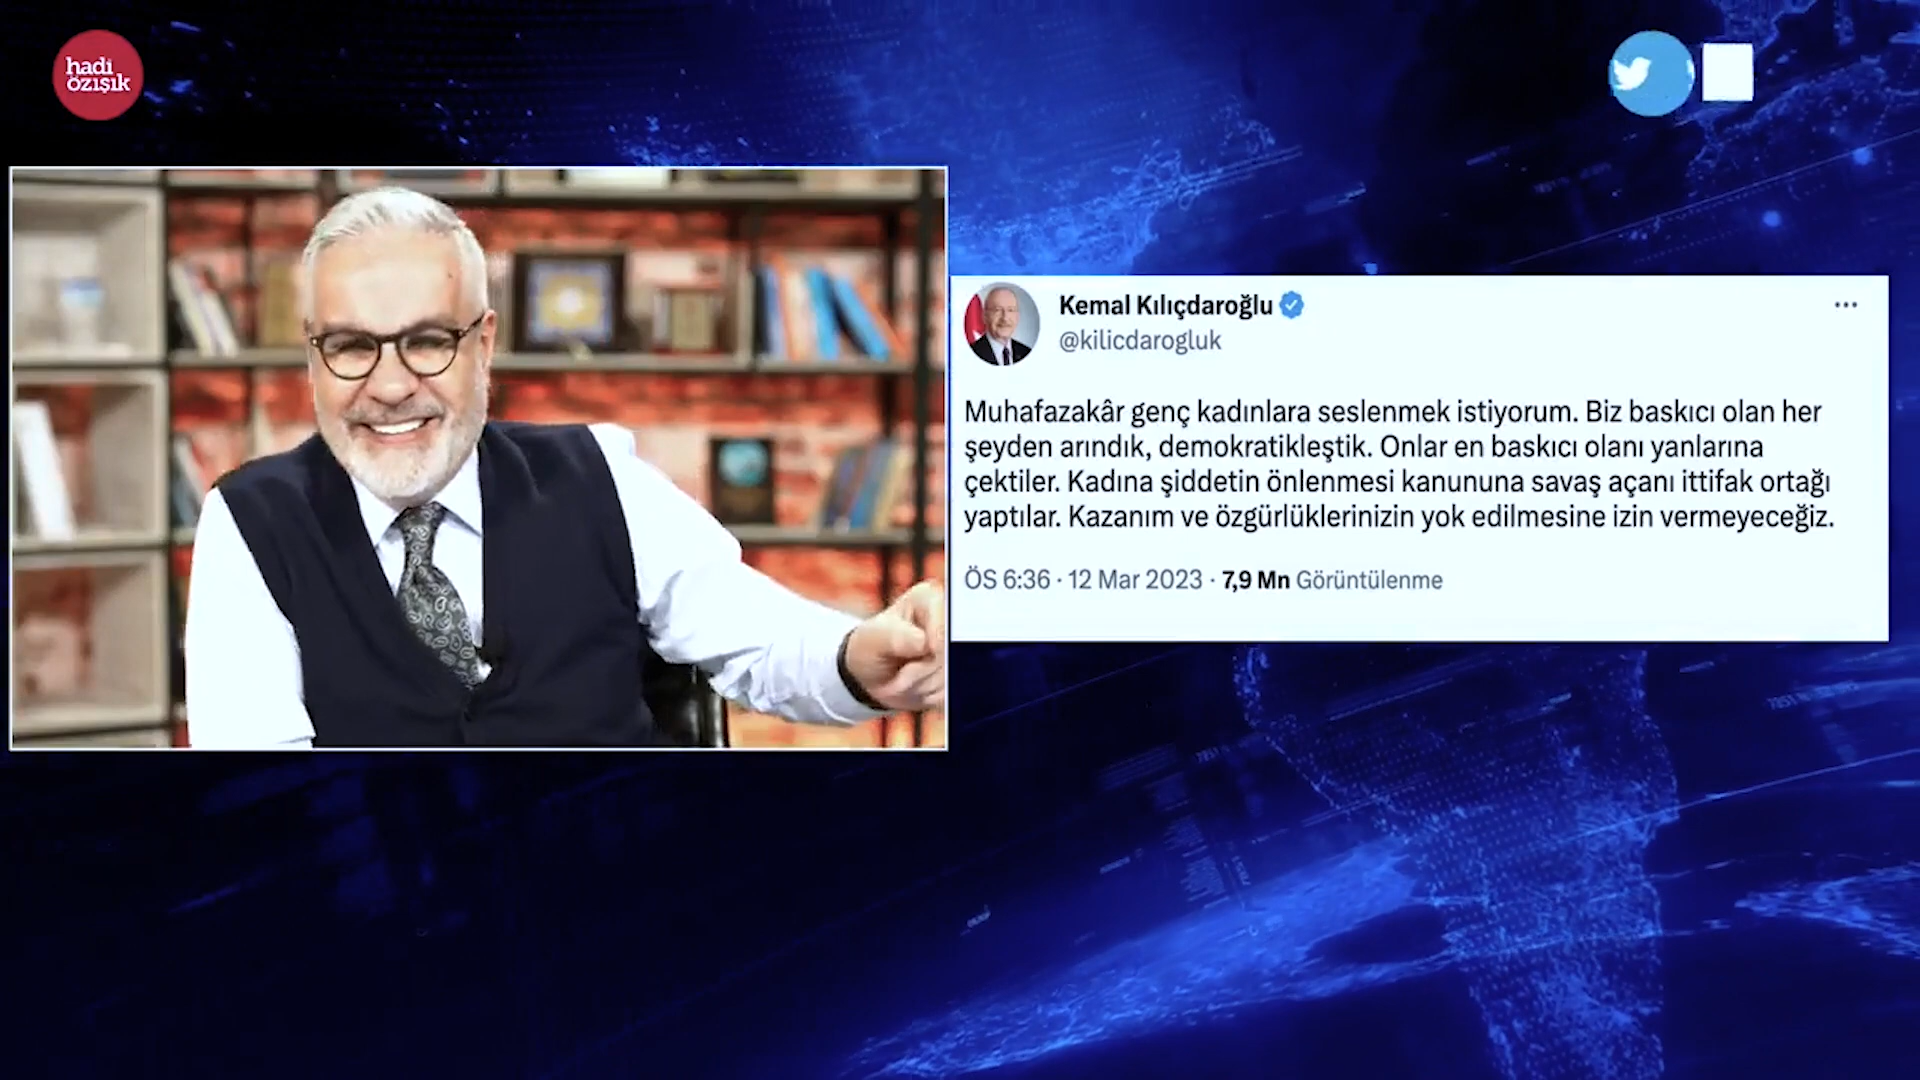 hadi
özışık
Kemal Kılıçdaroğlu
@kilicdarogluk
Muhafazakâr genç kadınlara seslenmek istiyorum. Biz baskıcı olan her
şeyden arındık, demokratikleştik. Onlar en baskıcı olanı yanlarına
çektiler. Kadına şiddetin önlenmesi kanununa savaş açanı ittifak ortağı
yaptılar. Kazanım ve özgürlüklerinizin yok edilmesine izin vermeyeceğiz.
ÖS 6:36 · 12 Mar 2023 · 7,9 Mn Görüntülenme